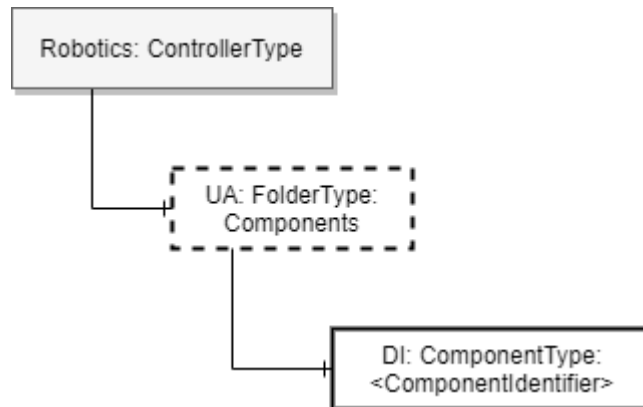 Robotics: ControllerType
UA: FolderType:
Components
DI: ComponentType:
<ComponentIdentifier>